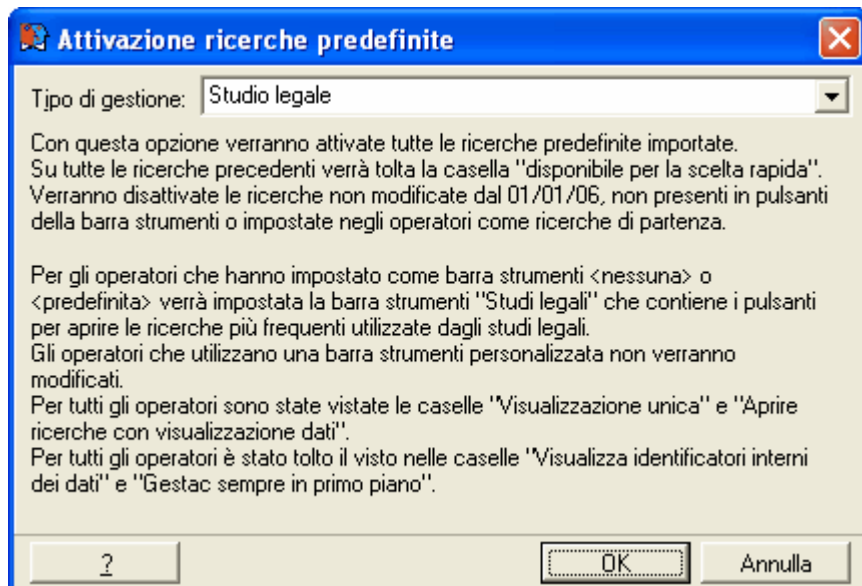 Attivazione ricerche predefinite
Tipo di gestione: Studio legale
Con questa opzione verranno attivate tutte le ricerche predefinite importate.
Su tutte le ricerche precedenti verrà tolta la casella "disponibile per la scelta rapida".
Verranno disattivate le ricerche non modificate dal 01/01/06, non presenti in pulsanti
della barra strumenti o impostate negli operatori come ricerche di partenza.
Per gli operatori che hanno impostato come barra strumenti <nessuna> o
<predefinita> verrà impostata la barra strumenti "Studi legali" che contiene i pulsanti
per aprire le ricerche più frequenti utilizzate dagli studi legali.
Gli operatori che utilizzano una barra strumenti personalizzata non verranno
modificati.
Per tutti gli operatori sono state vistate le caselle "Visualizzazione unica" e "Aprire
ricerche con visualizzazione dati".
Per tutti gli operatori è stato tolto il visto nelle caselle "Visualizza identificatori interni
dei dati" e "Gestac sempre in primo piano".
? OK Annulla